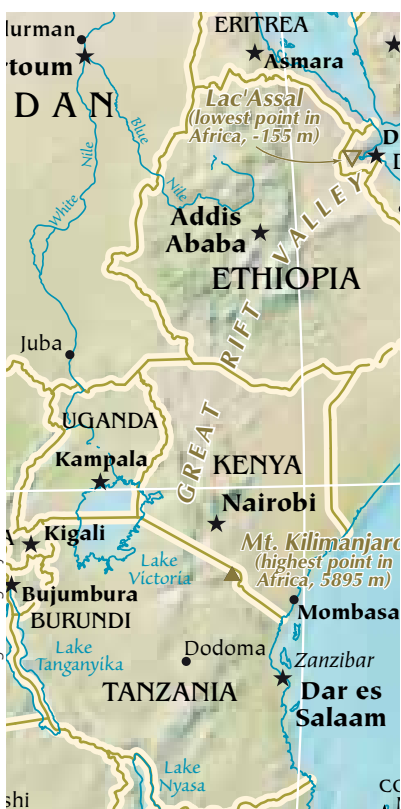 ERITREA
durman
Asmara
rtoum
DAN
Lac'Assal
(lowest point in
Africa, -155 m)
Blue
Nile
White
Nile
D
D
Addis
Ababa
ETHIOPIA
GREAT RIFT VALLEY
Juba
UGANDA
Kampala
KENYA
Nairobi
A
Kigali
Mt. Kilimanjaro
(highest point in
Africa, 5895 m)
Lake
Victoria
Bujumbura
BURUNDI
Mombasa
Lake
Tanganyika
Dodoma
Zanzibar
TANZANIA
Dar es
Salaam
Lake
Nyasa
shi
CO